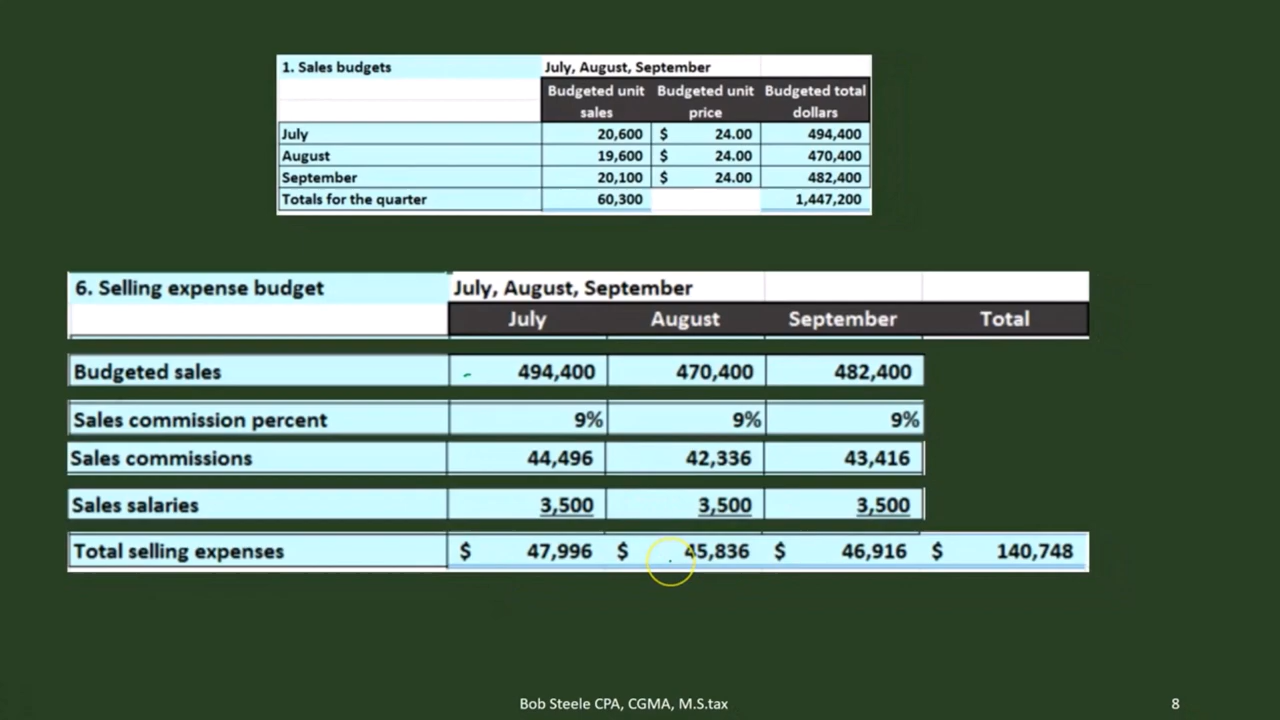 1. Sales budgets July, August, September
Budgeted unit Budgeted unit Budgeted total
sales price dollars
July 20,600 $ 24.00 494,400
August 19,600 $ 24.00 470,400
September 20,100 $ 24.00 482,400
Totals for the quarter 60,300 1,447,200
6. Selling expense budget July, August, September
July August September Total
Budgeted sales 494,400 470,400 482,400
Sales commission percent 9% 9% 9%
Sales commissions 44,496 42,336 43,416
Sales salaries 3,500 3,500 3,500
Total selling expenses $ 47,996 $ 45,836 $ 46,916 $ 140,748
Bob Steele CPA, CGMA, M.S.tax 8